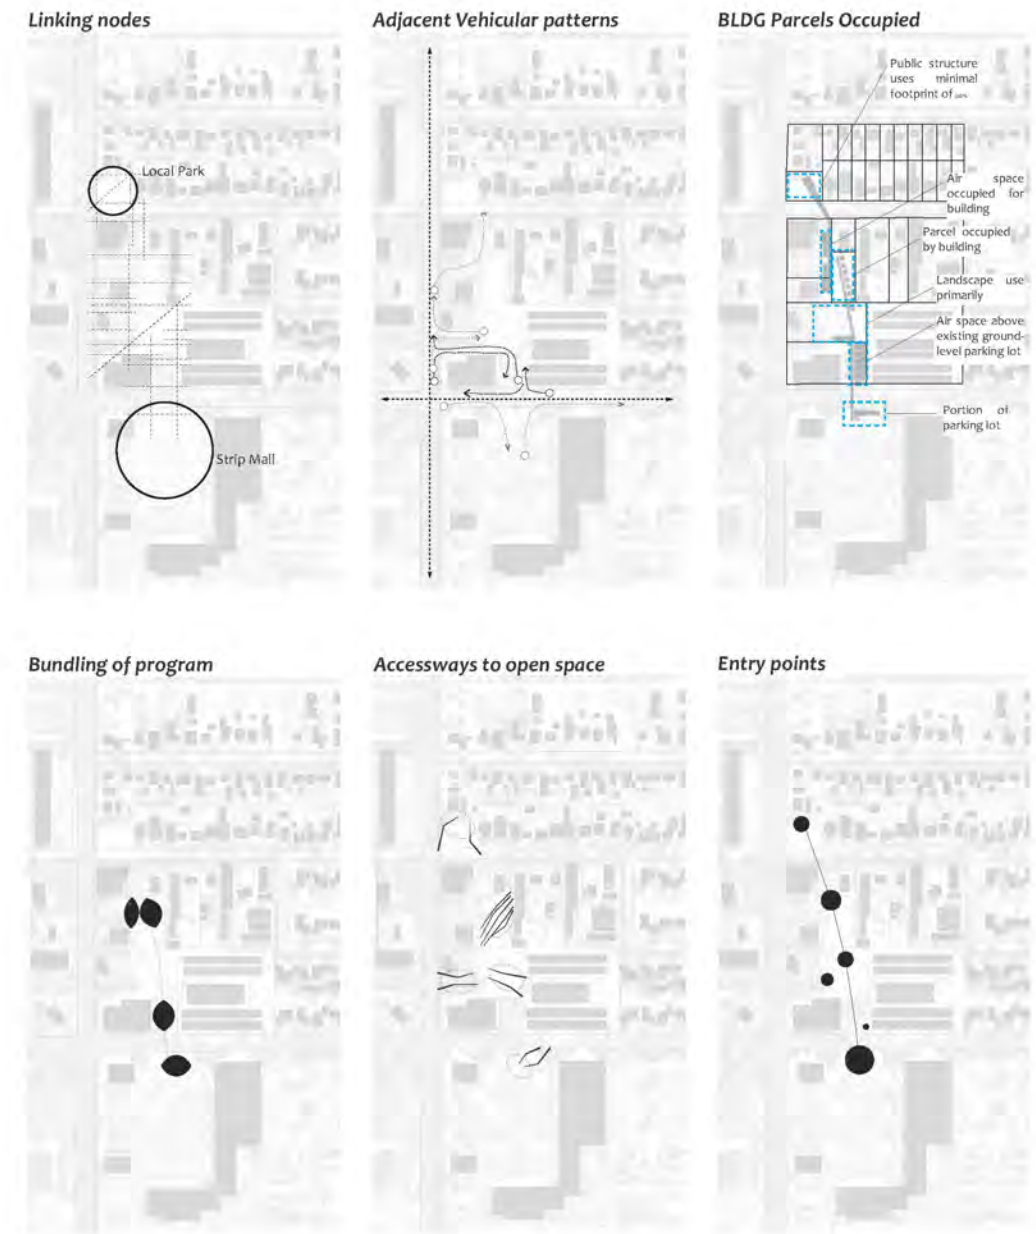 Linking nodes
Adjacent Vehicular patterns
BLDG Parcels Occupied
Local Park
Strip Mall
Public structure
uses minimal
footprint of
Air space
occupied for
building
Parcel occupied
by building
Landscape use
primarily
Air space above
existing ground-
level parking lot
Portion of
parking lot
Bundling of program
Accessways to open space
Entry points